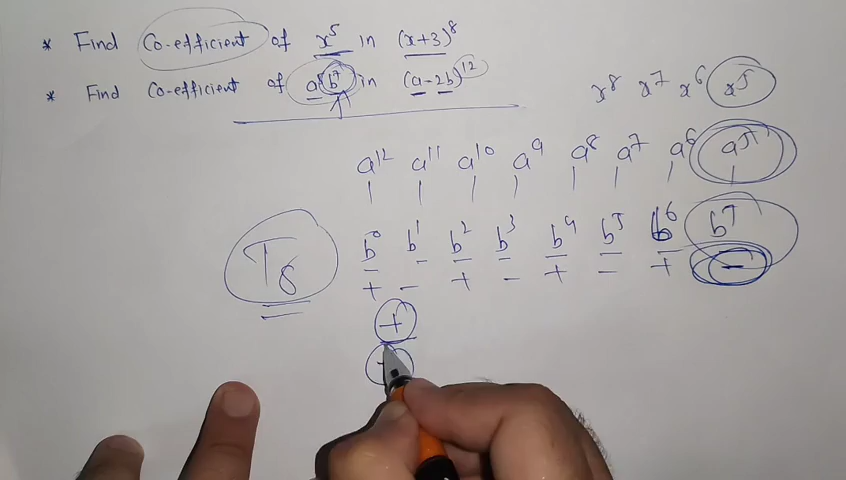 * Find Co-efficient of x⁵ in (x+3)⁸
* Find Co-efficient of a⁵b⁷ in (a-2b)¹²
x⁸ x⁷ x⁶ x⁵
a¹² a¹¹ a¹⁰ a⁹ a⁸ a⁷ a⁶ a⁵
b⁰ b¹ b² b³ b⁴ b⁵ b⁶ b⁷
+ - + - + - + -
T₈
+